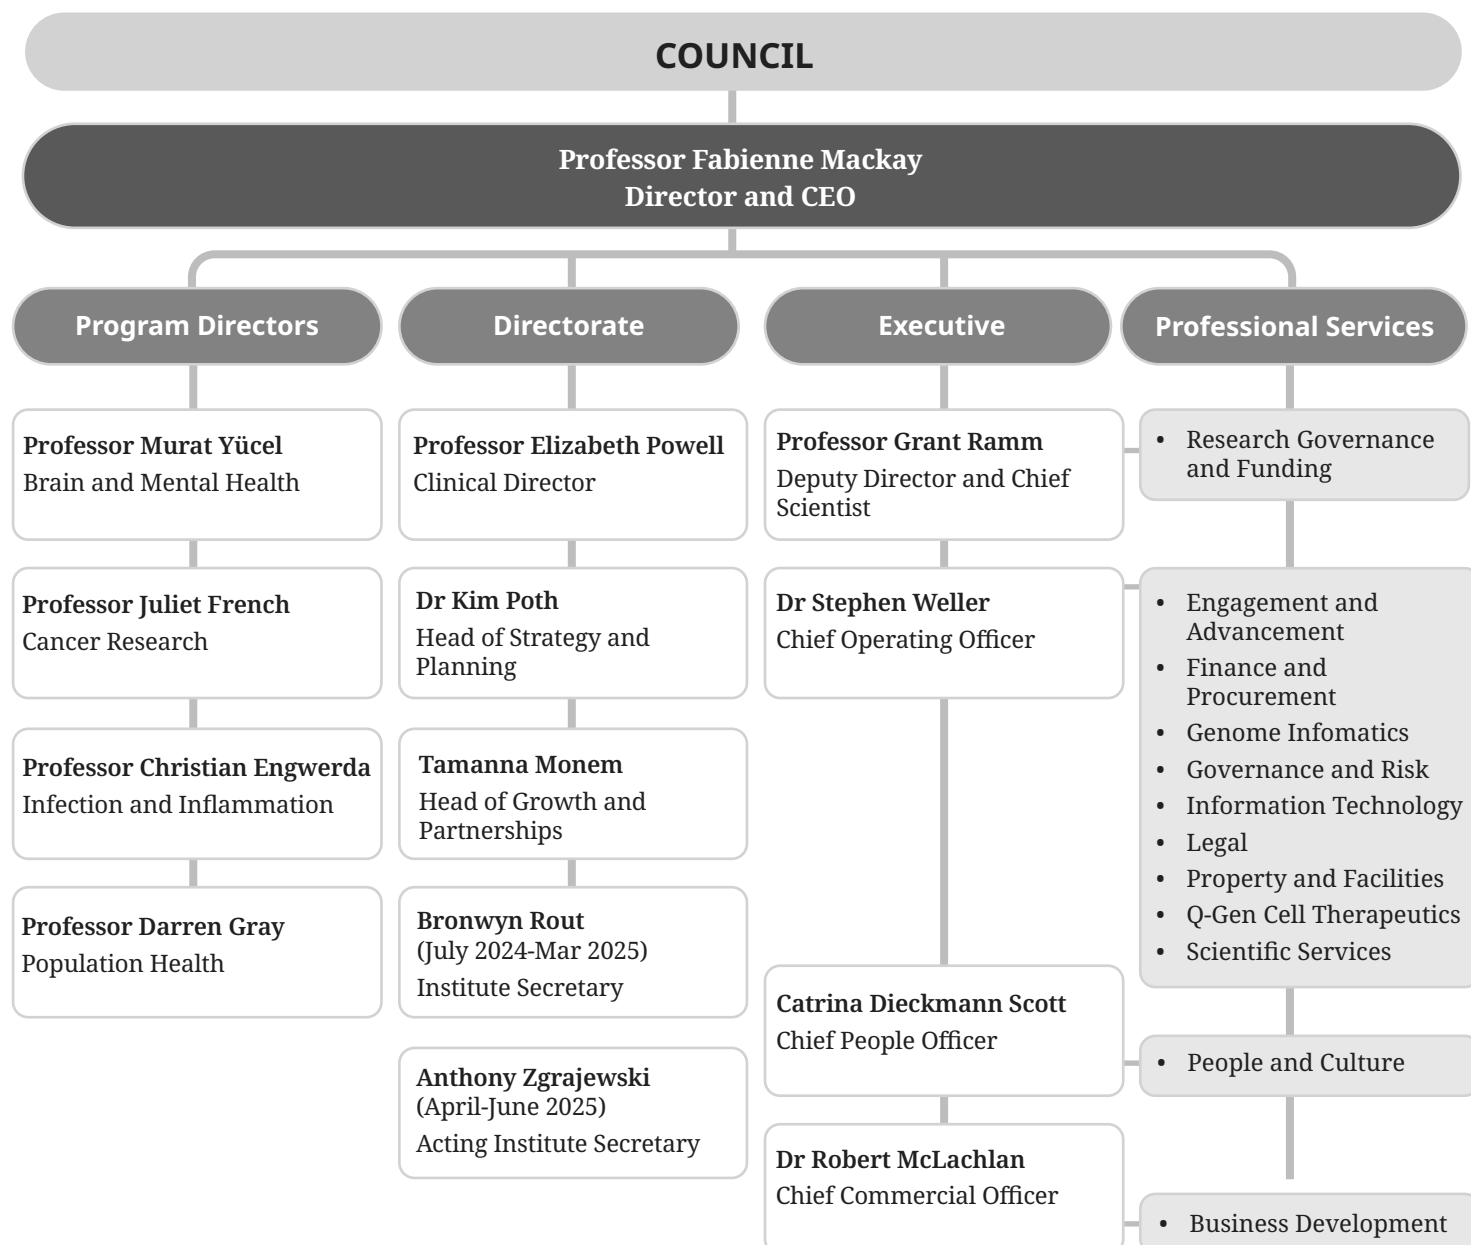 COUNCIL
Professor Fabienne Mackay
Director and CEO
Program Directors
Professor Murat Yücel
Brain and Mental Health
Professor Juliet French
Cancer Research
Professor Christian Engwerda
Infection and Inflammation
Professor Darren Gray
Population Health
Directorate
Professor Elizabeth Powell
Clinical Director
Dr Kim Poth
Head of Strategy and
Planning
Tamanna Monem
Head of Growth and
Partnerships
Bronwyn Rout
(July 2024-Mar 2025)
Institute Secretary
Anthony Zgrajewski
(April-June 2025)
Acting Institute Secretary
Executive
Professor Grant Ramm
Deputy Director and Chief
Scientist
Dr Stephen Weller
Chief Operating Officer
Catrina Dieckmann Scott
Chief People Officer
Dr Robert McLachlan
Chief Commercial Officer
Professional Services
• Research Governance
and Funding
• Engagement and
Advancement
• Finance and
Procurement
• Genome Infomatics
• Governance and Risk
• Information Technology
• Legal
• Property and Facilities
• Q-Gen Cell Therapeutics
• Scientific Services
• People and Culture
• Business Development